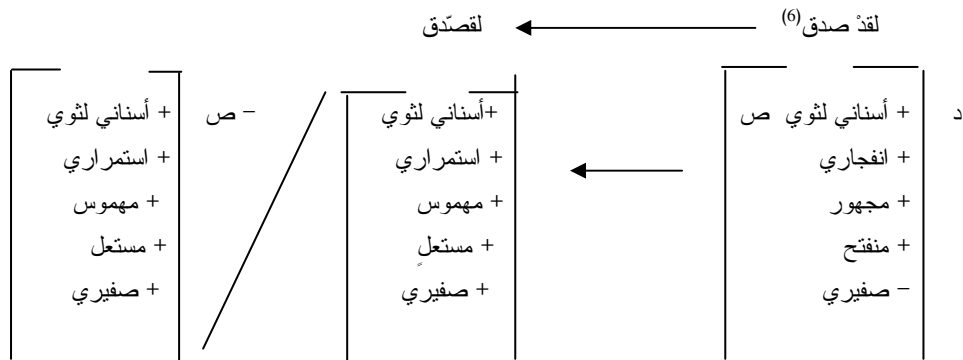 لقدْ صدق(6) لقصّدق
د + أسناني لثوي ص +أسناني لثوي – ص + أسناني لثوي
+ انفجاري + استمراري + استمراري
+ مجهور + مهموس + مهموس
+ منفتح + مستعلٍ + مستعل
– صفيري + صفيري + صفيري